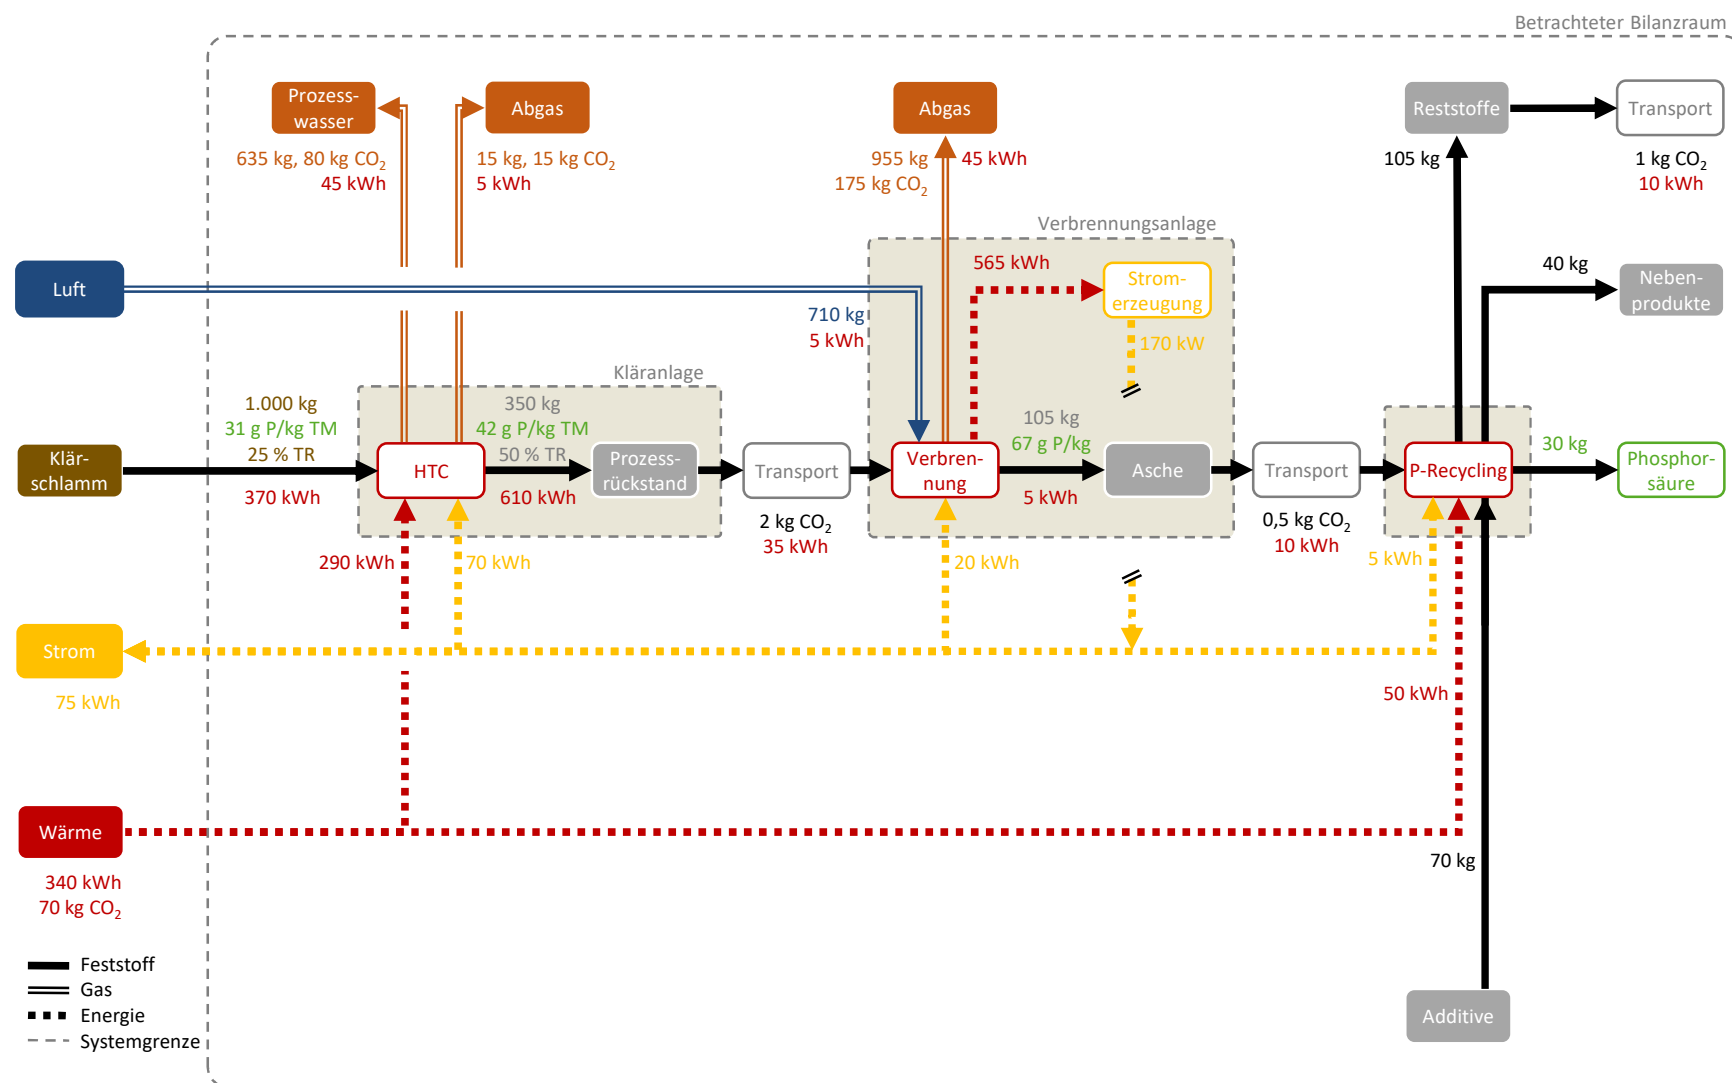 Betrachteter Bilanzraum
Prozess-
wasser
635 kg, 80 kg CO₂
45 kWh
Abgas
15 kg, 15 kg CO₂
5 kWh
Abgas
955 kg
175 kg CO₂
45 kWh
Reststoffe
105 kg
Transport
1 kg CO₂
10 kWh
Verbrennungsanlage
Luft
710 kg
5 kWh
565 kWh
Strom-
erzeugung
170 kW
40 kg
Neben-
produkte
Kläranlage
Klär-
schlamm
1.000 kg
31 g P/kg TM
25 % TR
370 kWh
HTC
350 kg
42 g P/kg TM
50 % TR
610 kWh
Prozess-
rückstand
Transport
2 kg CO₂
35 kWh
Verbren-
nung
105 kg
67 g P/kg
5 kWh
Asche
Transport
0,5 kg CO₂
10 kWh
P-Recycling
30 kg
Phosphor-
säure
290 kWh
70 kWh
20 kWh
5 kWh
Strom
75 kWh
50 kWh
Wärme
340 kWh
70 kg CO₂
70 kg
Feststoff
Gas
Energie
Systemgrenze
Additive